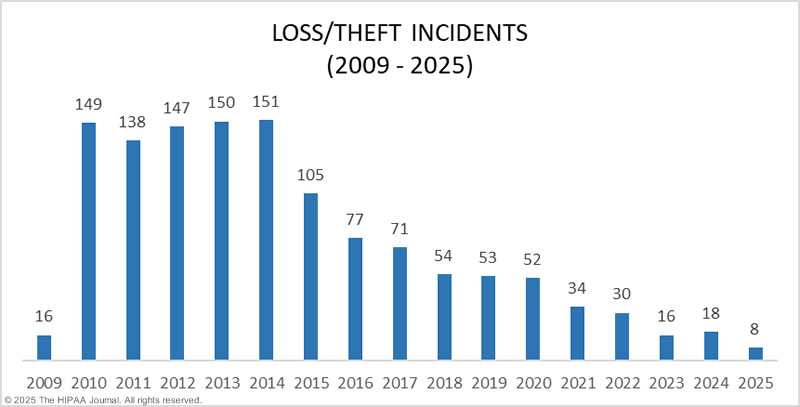 LOSS/THEFT INCIDENTS
(2009 - 2025)
16 149 138 147 150 151 105 77 71 54 53 52 34 30 16 18 8
2009 2010 2011 2012 2013 2014 2015 2016 2017 2018 2019 2020 2021 2022 2023 2024 2025
© 2025 The HIPAA Journal. All rights reserved.